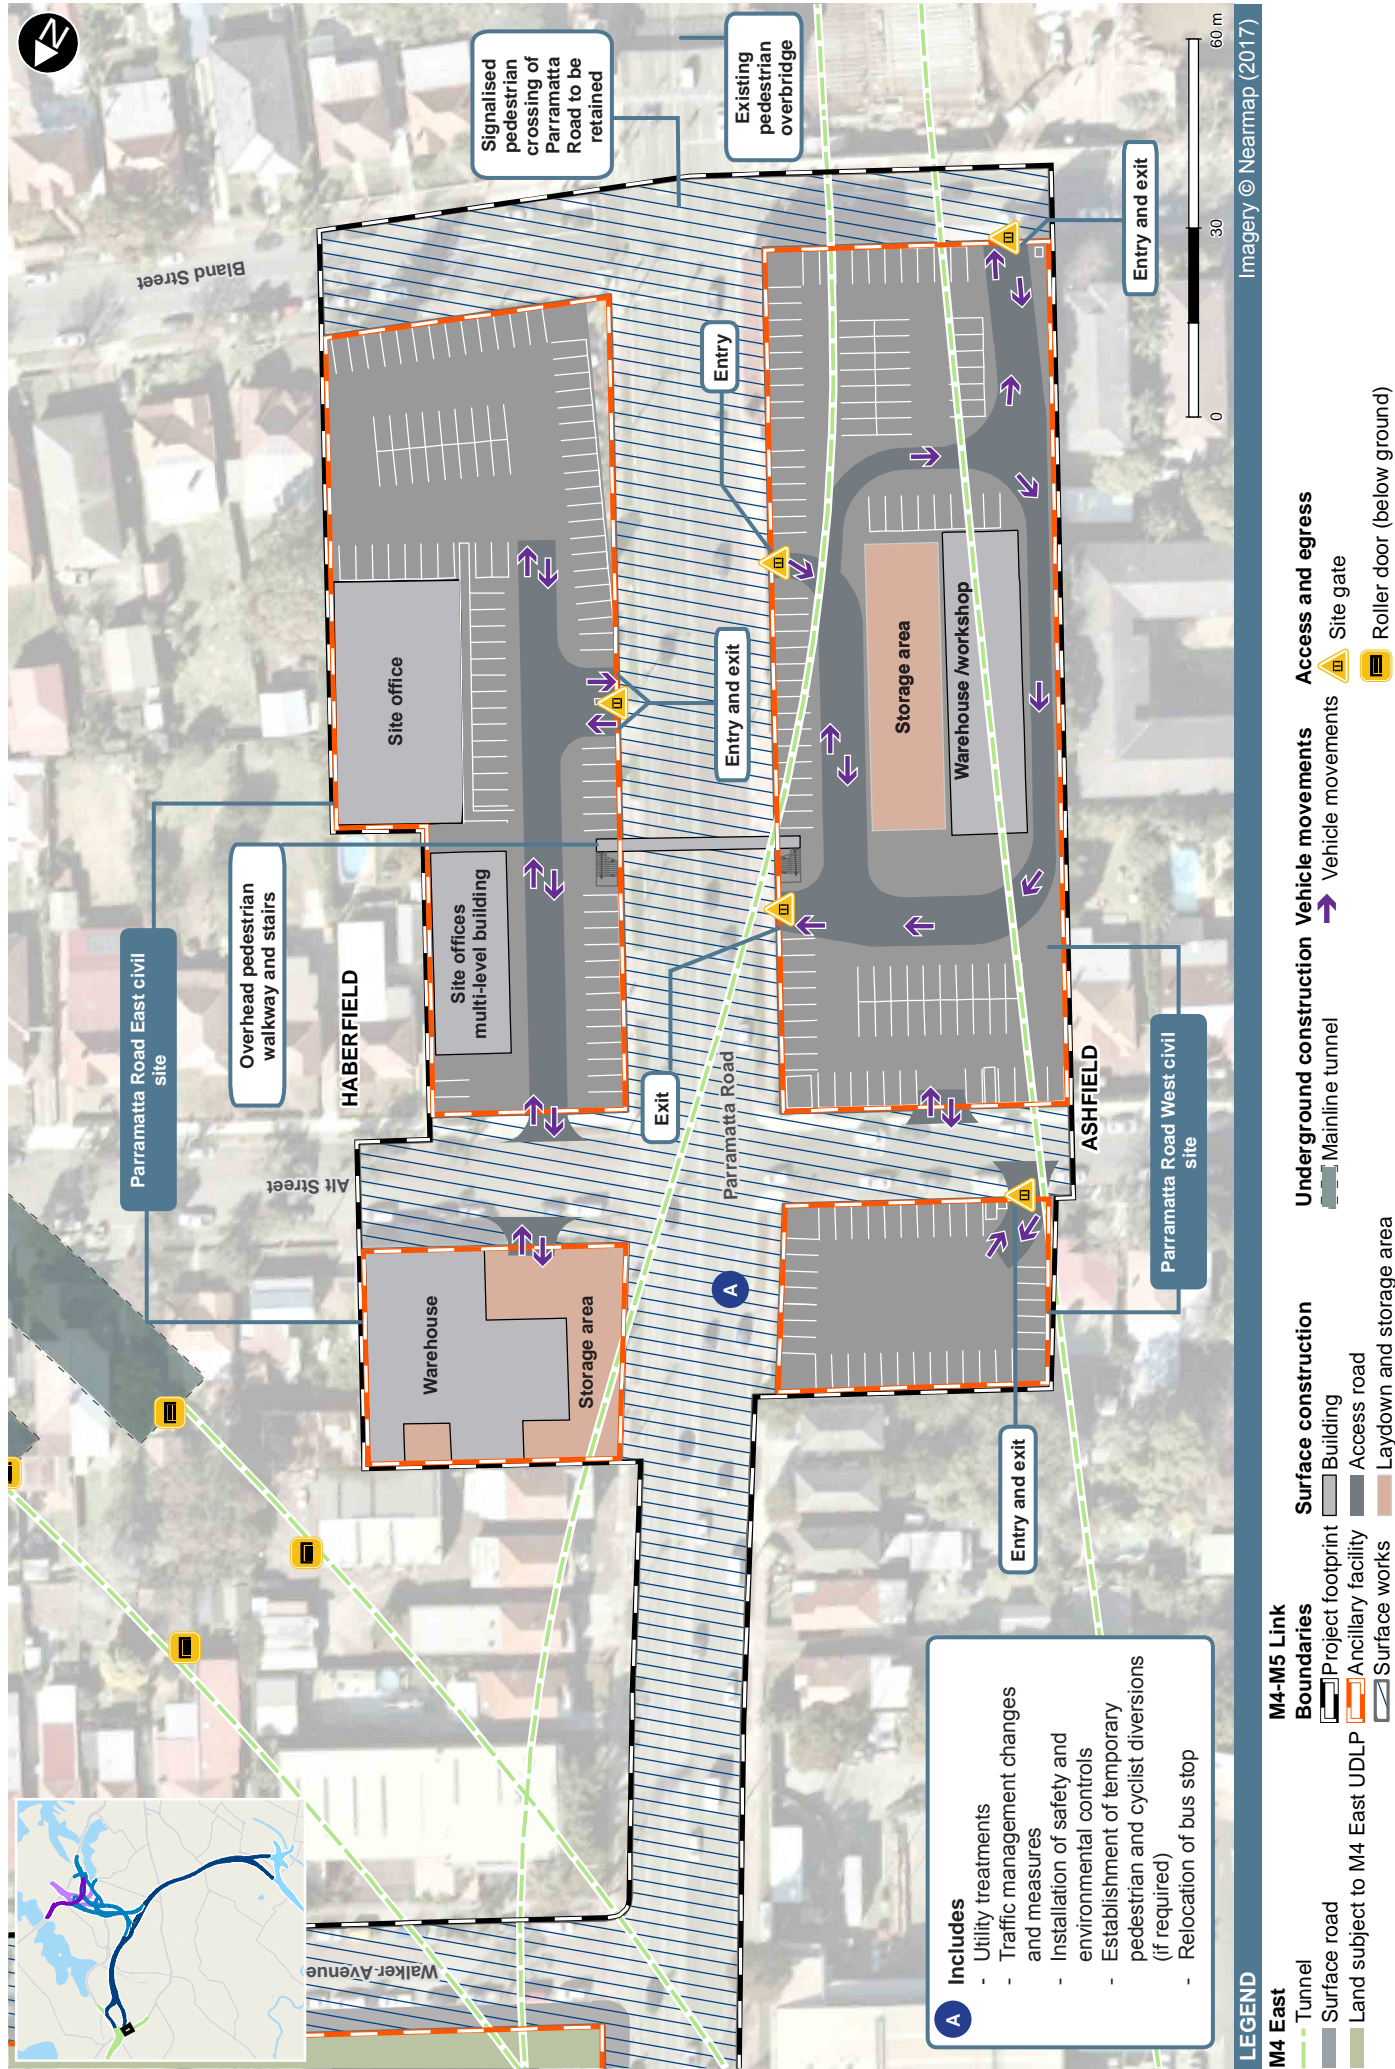 N
Signalised
pedestrian
crossing of
Parramatta
Road to be
retained
Existing
pedestrian
overbridge
Bland Street
Entry and exit
Entry
Entry and exit
Exit
Site office
Site offices
multi-level building
Storage area
Warehouse /workshop
Overhead pedestrian
walkway and stairs
Parramatta Road East civil
site
HABERFIELD
Alt Street
Parramatta Road
ASHFIELD
Parramatta Road West civil
site
Warehouse
Storage area
A
Entry and exit
Walker Avenue
A Includes
- Utility treatments
- Traffic management changes
and measures
- Installation of safety and
environmental controls
- Establishment of temporary
pedestrian and cyclist diversions
(if required)
- Relocation of bus stop
0 30 60 m
LEGEND
Imagery © Nearmap (2017)
M4 East
Tunnel
Surface road
Land subject to M4 East UDLP
M4-M5 Link
Boundaries
Project footprint
Ancillary facility
Surface works
Surface construction
Building
Access road
Laydown and storage area
Underground construction
Mainline tunnel
Vehicle movements
Vehicle movements
Access and egress
Site gate
Roller door (below ground)